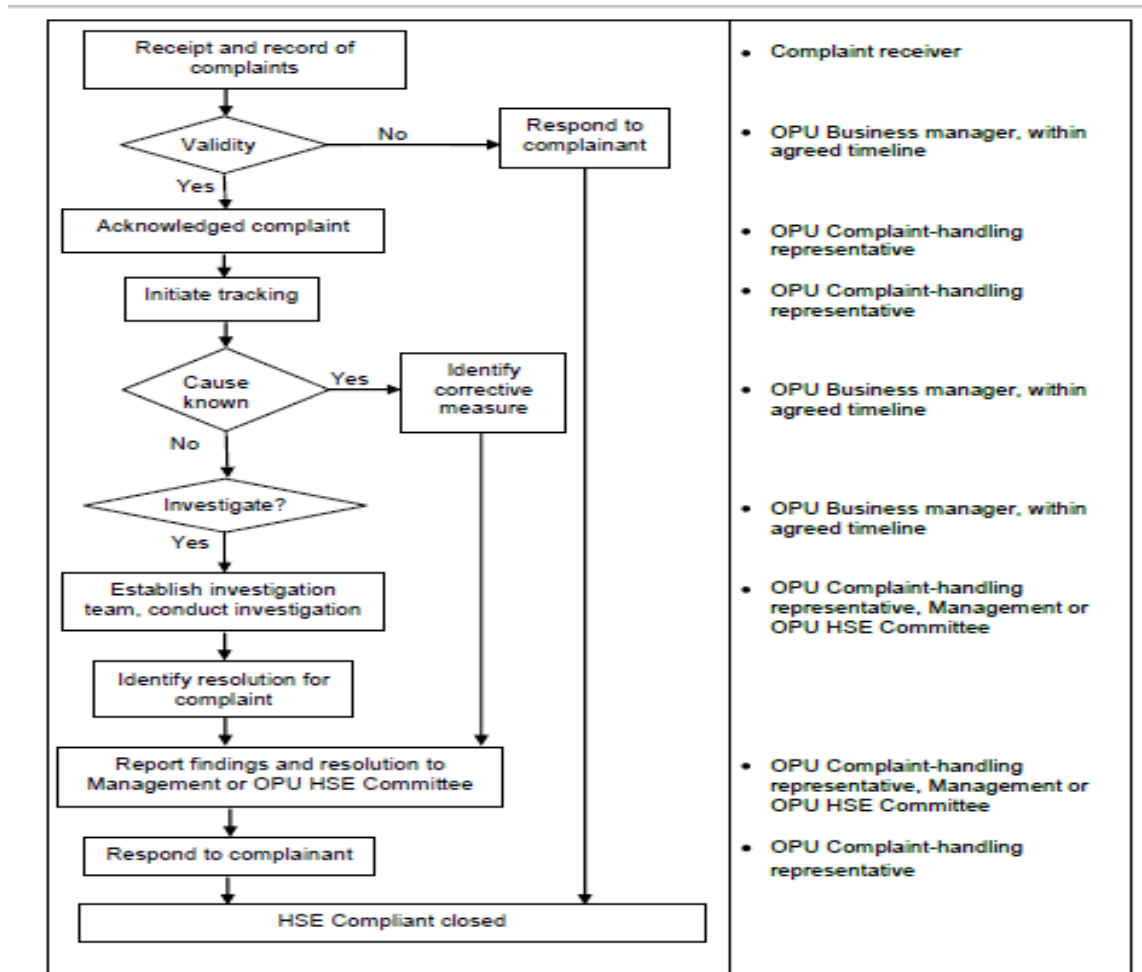 Receipt and record of
complaints
• Complaint receiver
Validity
No
Respond to
complainant
• OPU Business manager, within
agreed timeline
Yes
Acknowledged complaint
• OPU Complaint-handling
representative
Initiate tracking
• OPU Complaint-handling
representative
Cause
known
Yes
Identify
corrective
measure
• OPU Business manager, within
agreed timeline
No
Investigate?
• OPU Business manager, within
agreed timeline
Yes
Establish investigation
team, conduct investigation
• OPU Complaint-handling
representative, Management or
OPU HSE Committee
Identify resolution for
complaint
Report findings and resolution to
Management or OPU HSE Committee
• OPU Complaint-handling
representative, Management or
OPU HSE Committee
Respond to complainant
• OPU Complaint-handling
representative
HSE Compliant closed